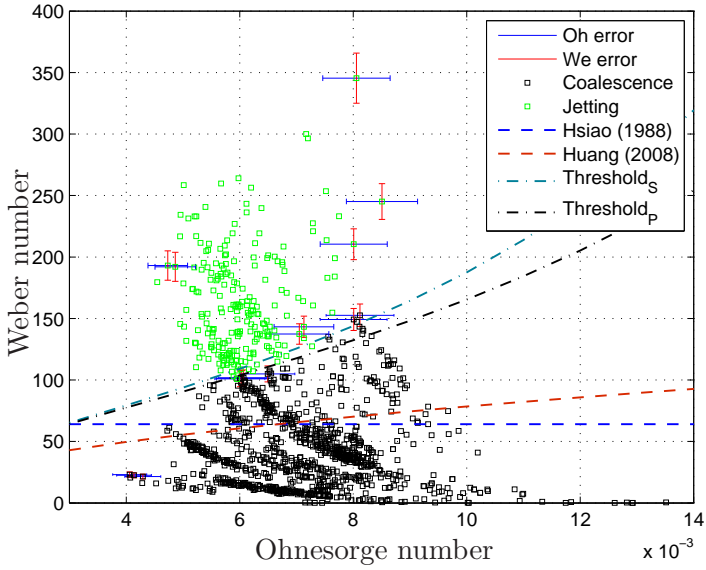 400
350
300
250
200
150
100
50
0
Weber number
Oh error
We error
Coalescence
Jetting
Hsiao (1988)
Huang (2008)
Threshold_S
Threshold_P
4 6 8 10 12 14
Ohnesorge number
x 10⁻³